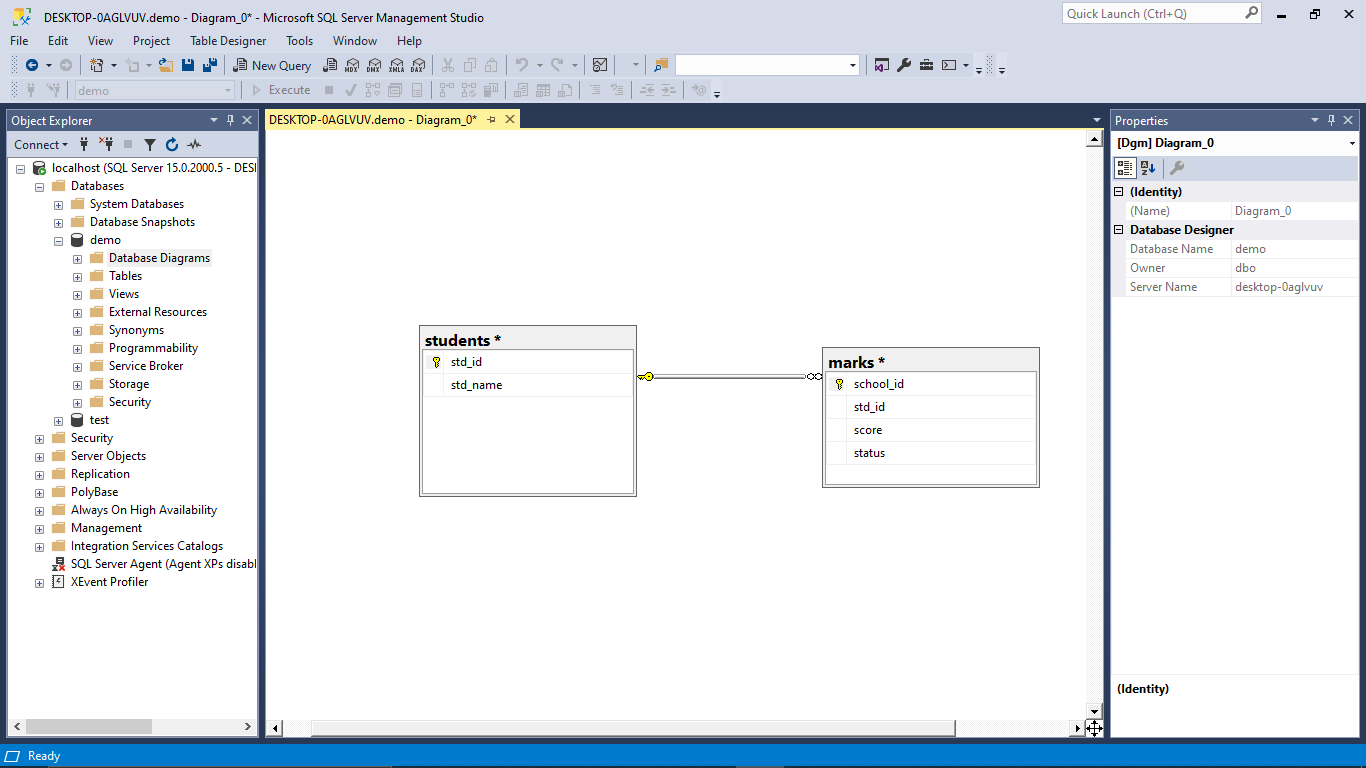 DESKTOP-0AGLVUV.demo - Diagram_0* - Microsoft SQL Server Management Studio
Quick Launch (Ctrl+Q)
File Edit View Project Table Designer Tools Window Help
New Query MDX DMX XMLA DAX
demo Execute
Object Explorer
Connect
localhost (SQL Server 15.0.2000.5 - DESI
Databases
System Databases
Database Snapshots
demo
Database Diagrams
Tables
Views
External Resources
Synonyms
Programmability
Service Broker
Storage
Security
test
Security
Server Objects
Replication
PolyBase
Always On High Availability
Management
Integration Services Catalogs
SQL Server Agent (Agent XPs disabl
XEvent Profiler
DESKTOP-0AGLVUV.demo - Diagram_0*
students *
std_id
std_name
marks *
school_id
std_id
score
status
Properties
[Dgm] Diagram_0
(Identity)
(Name) Diagram_0
Database Designer
Database Name demo
Owner dbo
Server Name desktop-0aglvuv
(Identity)
Ready